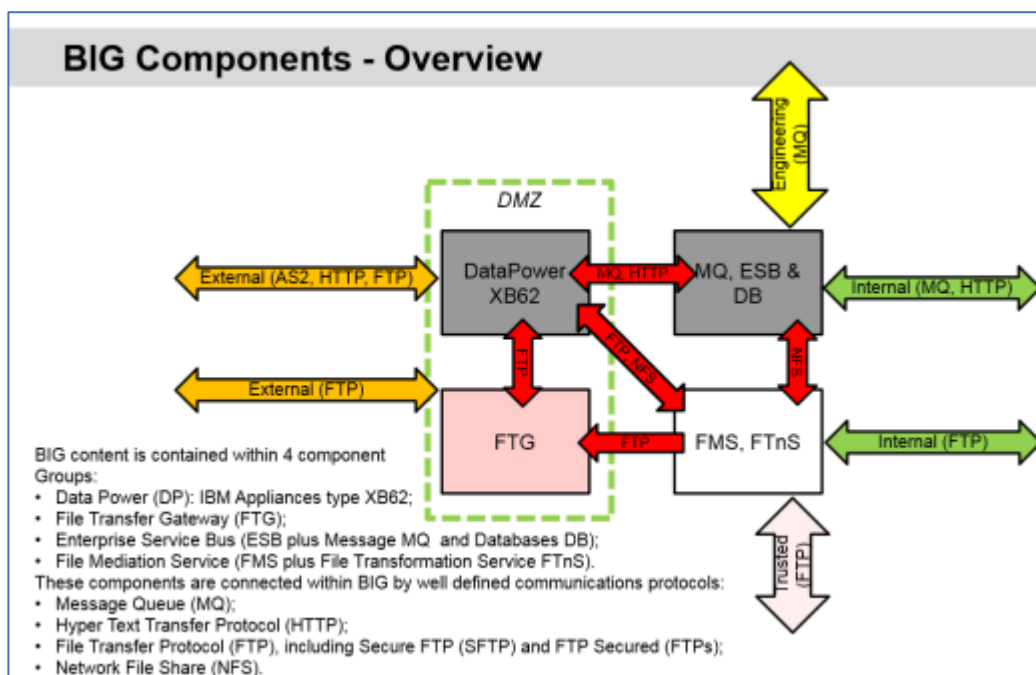 BIG Components - Overview
Engineering
(MQ)
DMZ
External (AS2, HTTP, FTP)
DataPower
XB62
MQ, HTTP
MQ, ESB &
DB
Internal (MQ, HTTP)
FTP
FTP, NFS
NFS
External (FTP)
FTG
FTP
FMS, FTnS
Internal (FTP)
Trusted
(FTP)
BIG content is contained within 4 component
Groups:
• Data Power (DP): IBM Appliances type XB62;
• File Transfer Gateway (FTG);
• Enterprise Service Bus (ESB plus Message MQ and Databases DB);
• File Mediation Service (FMS plus File Transformation Service FTnS).
These components are connected within BIG by well defined communications protocols:
• Message Queue (MQ);
• Hyper Text Transfer Protocol (HTTP);
• File Transfer Protocol (FTP), including Secure FTP (SFTP) and FTP Secured (FTPs);
• Network File Share (NFS).